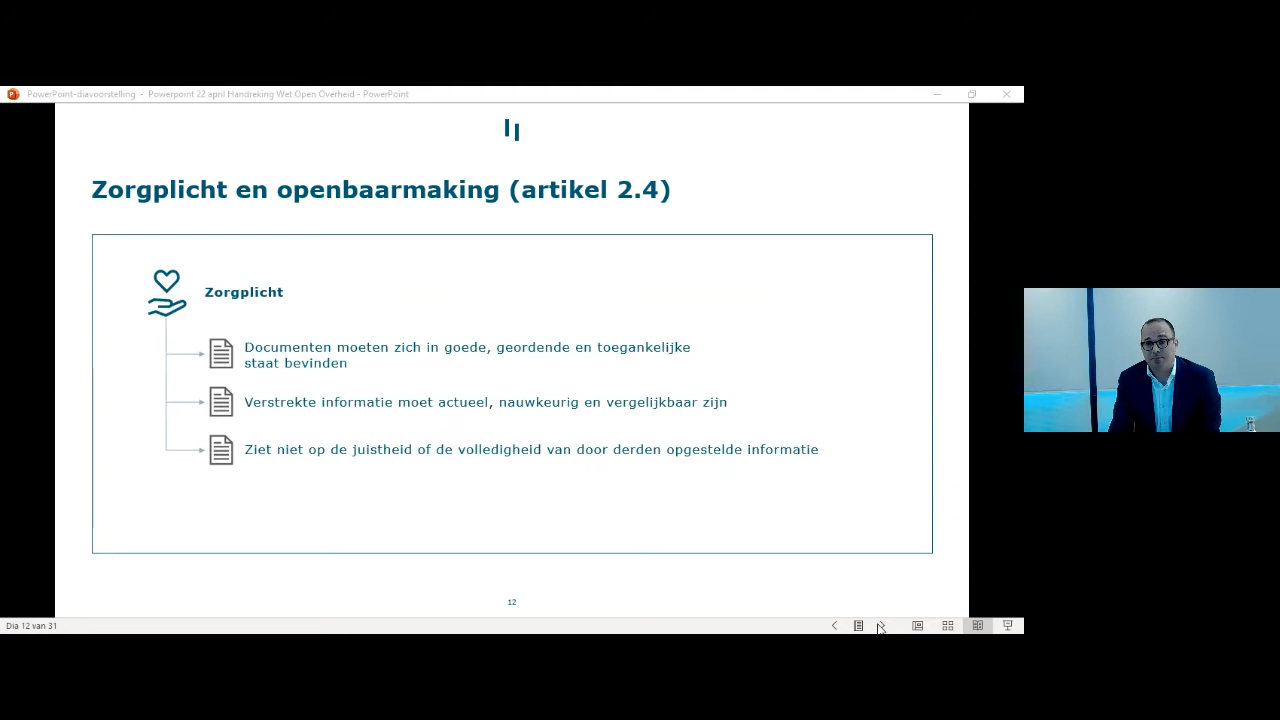 PowerPoint-diavoorstelling - Powerpoint 22 april Handreking Wet Open Overheid - PowerPoint
Zorgplicht en openbaarmaking (artikel 2.4)
Zorgplicht
Documenten moeten zich in goede, geordende en toegankelijke
staat bevinden
Verstrekte informatie moet actueel, nauwkeurig en vergelijkbaar zijn
Ziet niet op de juistheid of de volledigheid van door derden opgestelde informatie
12
Dia 12 van 31